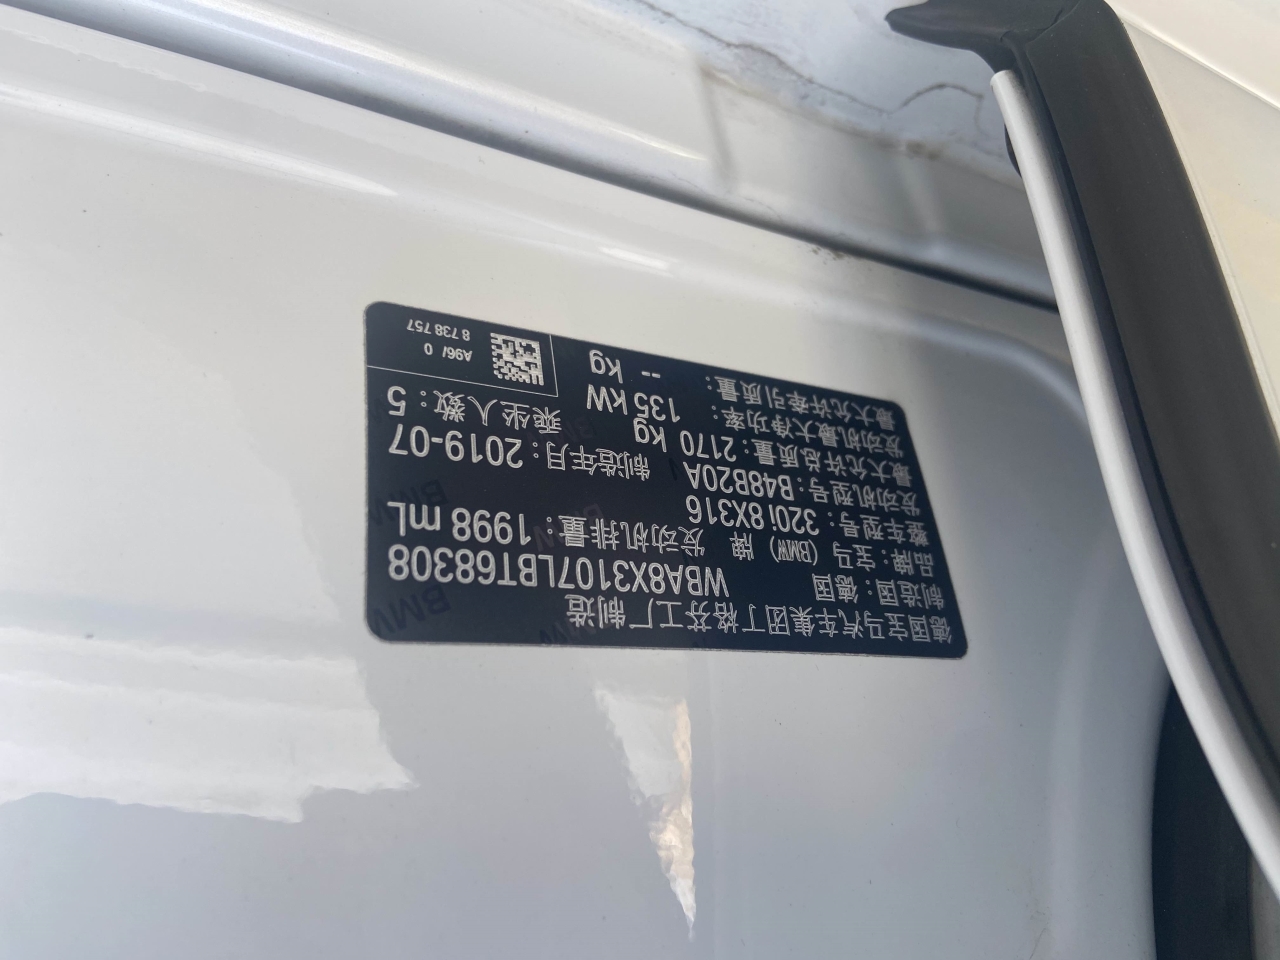 德国宝马汽车集团丁格芬工厂 制造
制造国：德国 WBA8X3107LBT68308
品牌：宝马（BMW）牌 发动机排量：1998 mL
整车型号：320i 8X316
发动机型号：B48B20A 制造年月：2019-07
最大允许总质量：2170 kg 乘坐人数：5
发动机最大净功率：135 kW
最大允许牵引质量：-- kg
A96/ 0
8 738 757
BMW
BMW
BMW